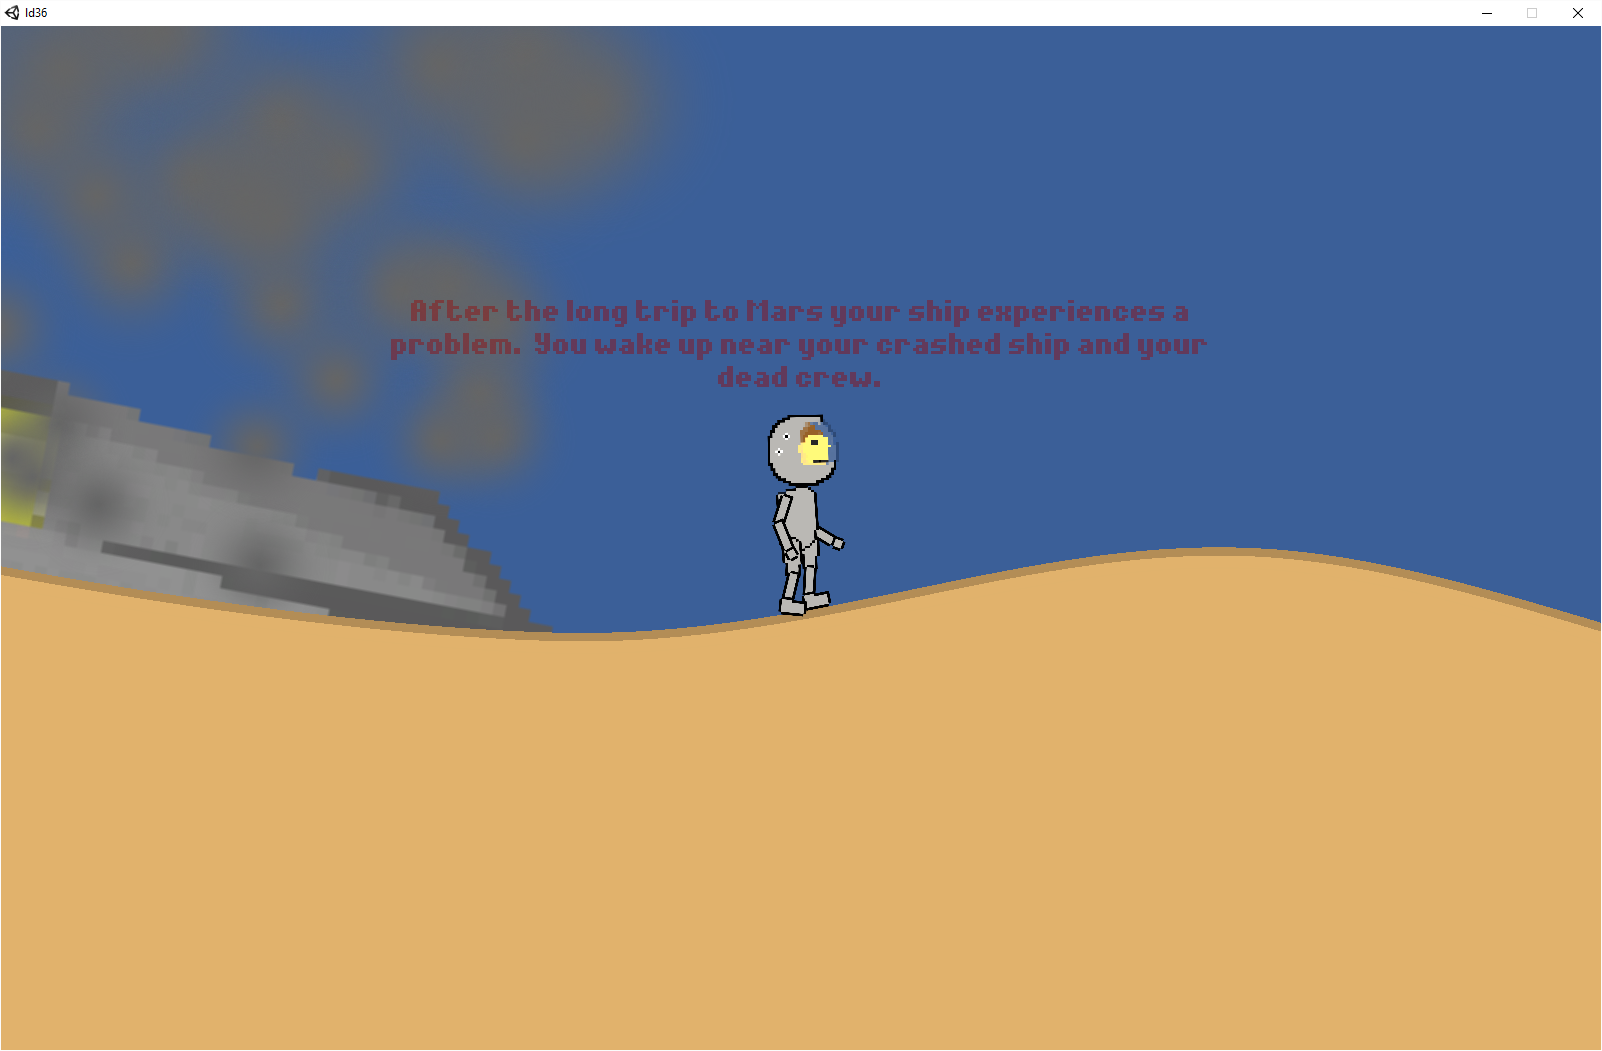 ld36
After the long trip to Mars your ship experiences a
problem. You wake up near your crashed ship and your
dead crew.